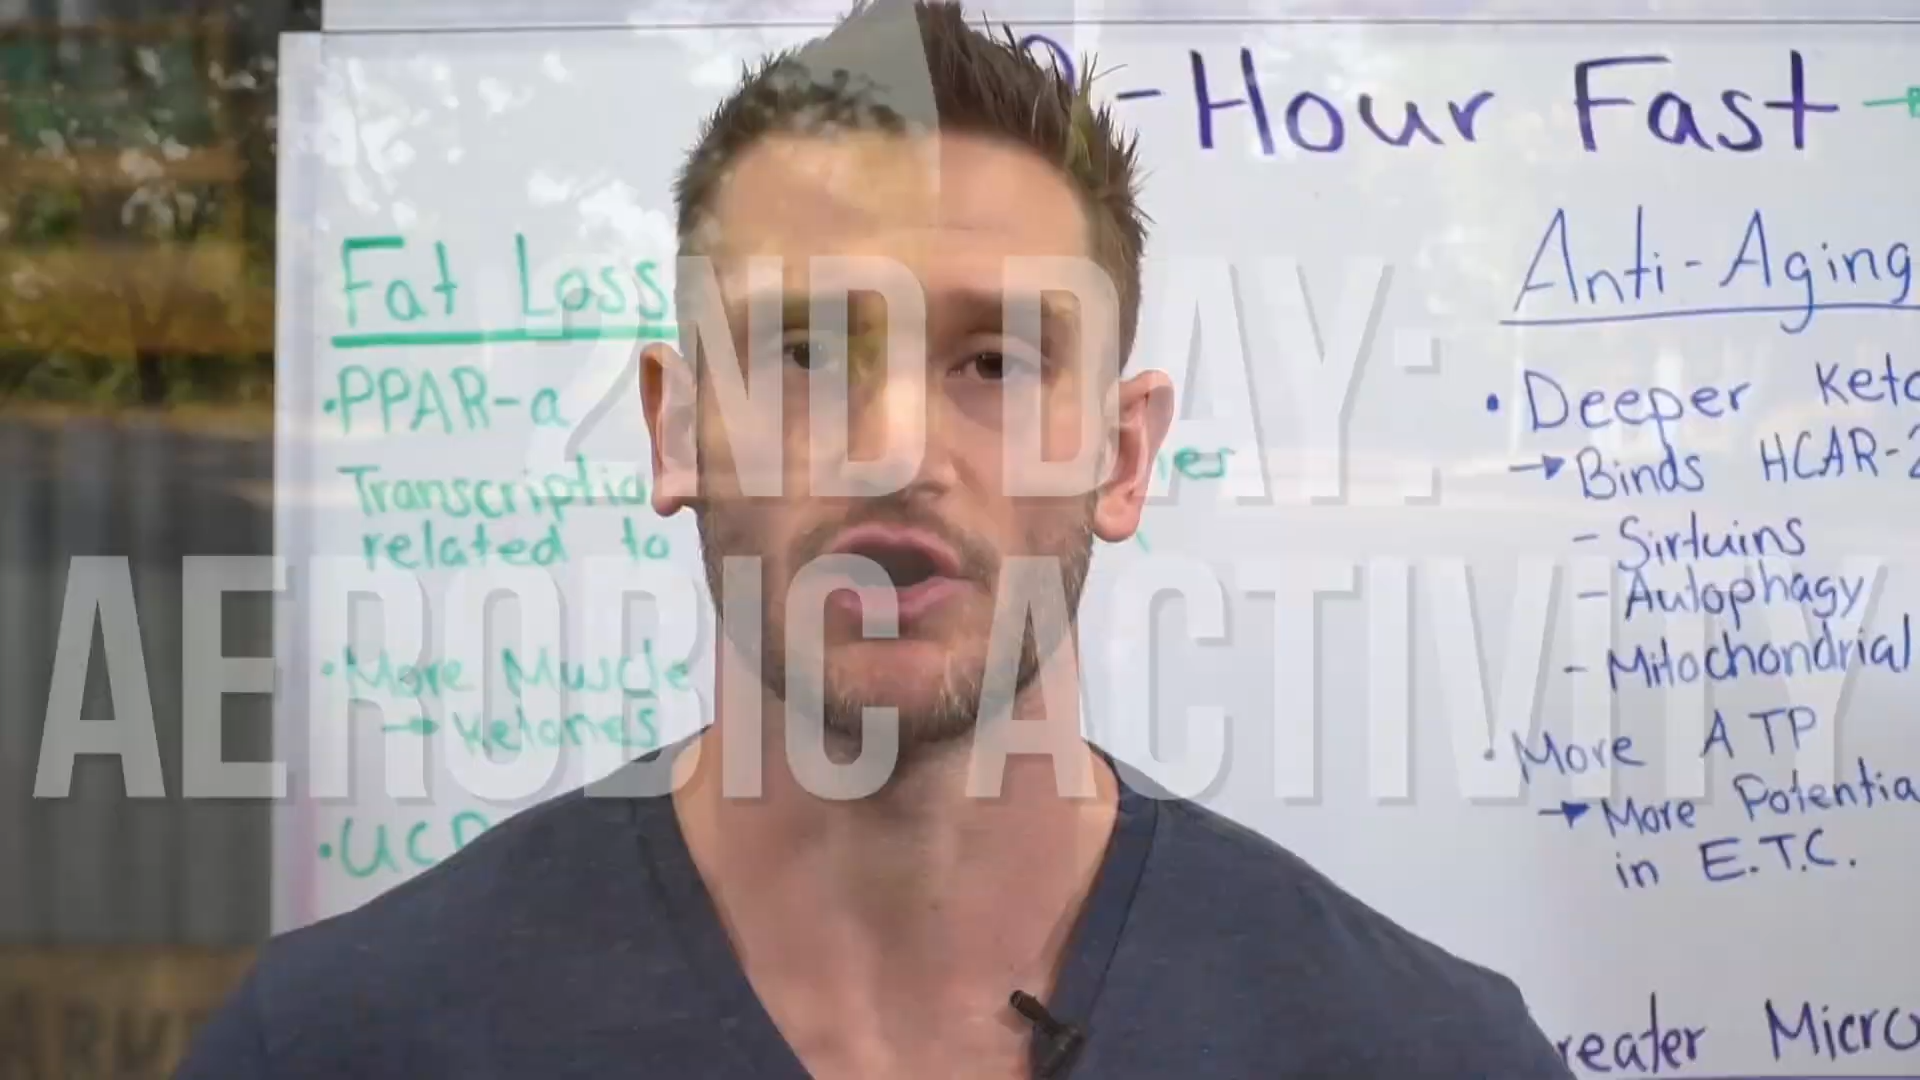 -Hour Fast
Fat Loss
•PPAR-a
Transcriptio
related to
•More Muscle
→ Ketones
Anti-Aging
• Deeper Keto
→ Binds HCAR-2
- Sirtuins
- Autophagy
- Mitochondrial
• More ATP
→ More Potentia
in E.T.C.
reater Micro
2ND DAY:
AEROBIC ACTIVITY